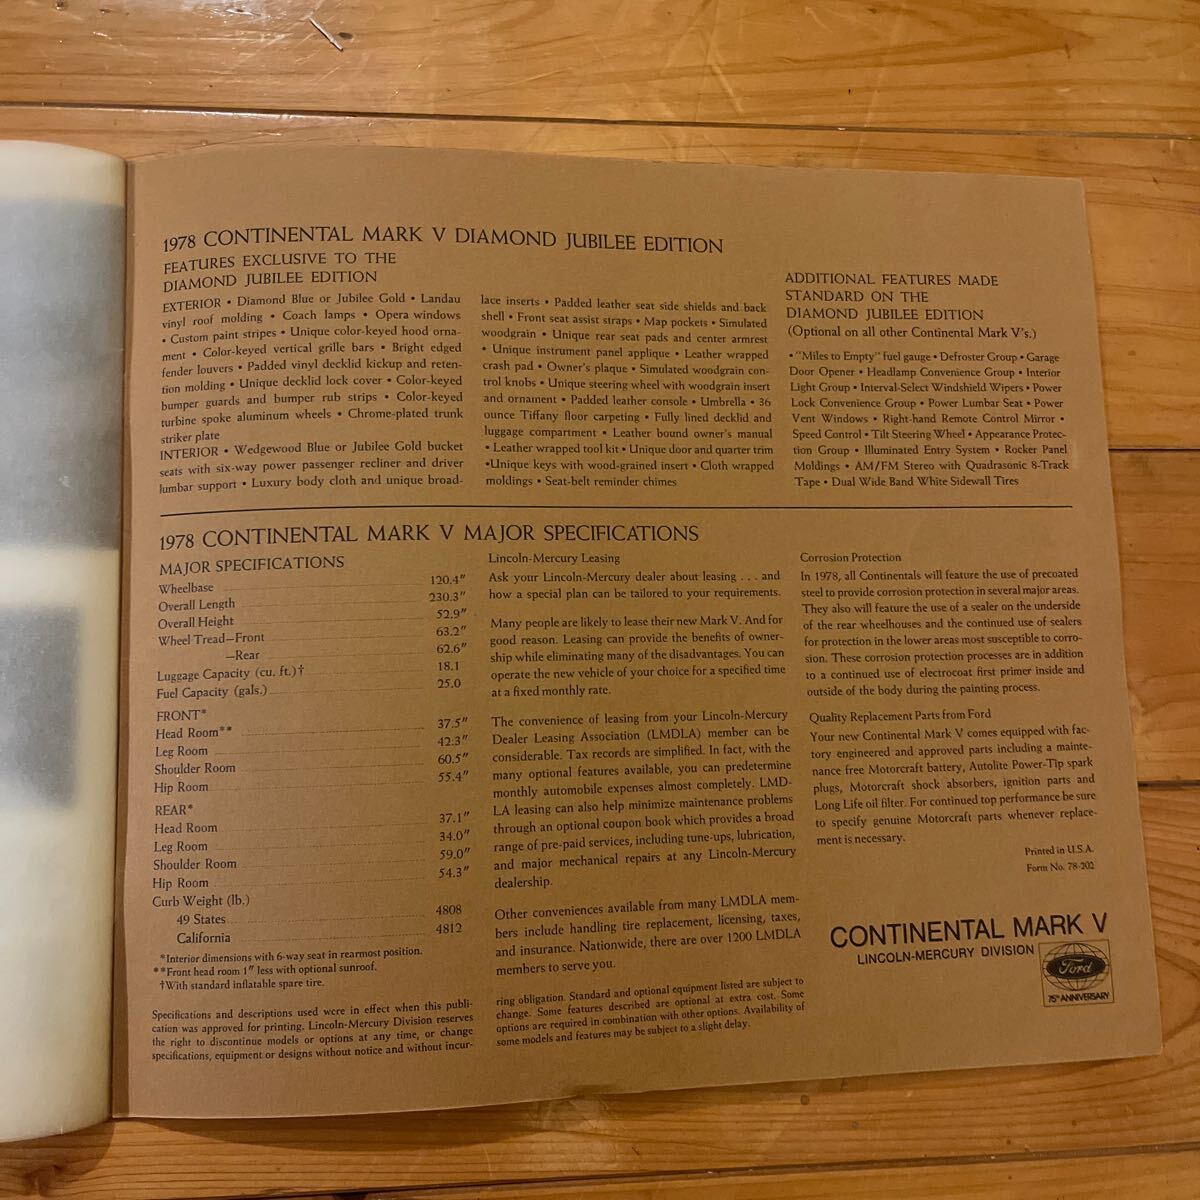 1978 CONTINENTAL MARK V DIAMOND JUBILEE EDITION
FEATURES EXCLUSIVE TO THE
DIAMOND JUBILEE EDITION
EXTERIOR • Diamond Blue or Jubilee Gold • Landau
vinyl roof molding • Coach lamps • Opera windows
• Custom paint stripes • Unique color-keyed hood orna-
ment • Color-keyed vertical grille bars • Bright edged
fender louvers • Padded vinyl decklid kickup and reten-
tion molding • Unique decklid lock cover • Color-keyed
bumper guards and bumper rub strips • Color-keyed
turbine spoke aluminum wheels • Chrome-plated trunk
striker plate
INTERIOR • Wedgewood Blue or Jubilee Gold bucket
seats with six-way power passenger recliner and driver
lumbar support • Luxury body cloth and unique broad-
lace inserts • Padded leather seat side shields and back
shell • Front seat assist straps • Map pockets • Simulated
woodgrain • Unique rear seat pads and center armrest
• Unique instrument panel applique • Leather wrapped
crash pad • Owner's plaque • Simulated woodgrain con-
trol knobs • Unique steering wheel with woodgrain insert
and ornament • Padded leather console • Umbrella • 36
ounce Tiffany floor carpeting • Fully lined decklid and
luggage compartment • Leather bound owner's manual
• Leather wrapped tool kit • Unique door and quarter trim
•Unique keys with wood-grained insert • Cloth wrapped
moldings • Seat-belt reminder chimes
ADDITIONAL FEATURES MADE
STANDARD ON THE
DIAMOND JUBILEE EDITION
(Optional on all other Continental Mark V's.)
• "Miles to Empty" fuel gauge • Defroster Group • Garage
Door Opener • Headlamp Convenience Group • Interior
Light Group • Interval-Select Windshield Wipers • Power
Lock Convenience Group • Power Lumbar Seat • Power
Vent Windows • Right-hand Remote Control Mirror •
Speed Control • Tilt Steering Wheel • Appearance Protec-
tion Group • Illuminated Entry System • Rocker Panel
Moldings • AM/FM Stereo with Quadrasonic 8-Track
Tape • Dual Wide Band White Sidewall Tires
1978 CONTINENTAL MARK V MAJOR SPECIFICATIONS
MAJOR SPECIFICATIONS
Wheelbase 120.4"
Overall Length 230.3"
Overall Height 52.9"
Wheel Tread—Front 63.2"
—Rear 62.6"
Luggage Capacity (cu. ft.)† 18.1
Fuel Capacity (gals.) 25.0
FRONT*
Head Room** 37.5"
Leg Room 42.3"
Shoulder Room 60.5"
Hip Room 55.4"
REAR*
Head Room 37.1"
Leg Room 34.0"
Shoulder Room 59.0"
Hip Room 54.3"
Curb Weight (lb.)
49 States 4808
California 4812
*Interior dimensions with 6-way seat in rearmost position.
**Front head room 1" less with optional sunroof.
†With standard inflatable spare tire.
Specifications and descriptions used were in effect when this publi-
cation was approved for printing. Lincoln-Mercury Division reserves
the right to discontinue models or options at any time, or change
specifications, equipment or designs without notice and without incur-
Lincoln-Mercury Leasing
Ask your Lincoln-Mercury dealer about leasing . . . and
how a special plan can be tailored to your requirements.
Many people are likely to lease their new Mark V. And for
good reason. Leasing can provide the benefits of owner-
ship while eliminating many of the disadvantages. You can
operate the new vehicle of your choice for a specified time
at a fixed monthly rate.
The convenience of leasing from your Lincoln-Mercury
Dealer Leasing Association (LMDLA) member can be
considerable. Tax records are simplified. In fact, with the
many optional features available, you can predetermine
monthly automobile expenses almost completely. LMD-
LA leasing can also help minimize maintenance problems
through an optional coupon book which provides a broad
range of pre-paid services, including tune-ups, lubrication,
and major mechanical repairs at any Lincoln-Mercury
dealership.
Other conveniences available from many LMDLA mem-
bers include handling tire replacement, licensing, taxes,
and insurance. Nationwide, there are over 1200 LMDLA
members to serve you.
ring obligation. Standard and optional equipment listed are subject to
change. Some features described are optional at extra cost. Some
options are required in combination with other options. Availability of
some models and features may be subject to a slight delay.
Corrosion Protection
In 1978, all Continentals will feature the use of precoated
steel to provide corrosion protection in several major areas.
They also will feature the use of a sealer on the underside
of the rear wheelhouses and the continued use of sealers
for protection in the lower areas most susceptible to corro-
sion. These corrosion protection processes are in addition
to a continued use of electrocoat first primer inside and
outside of the body during the painting process.
Quality Replacement Parts from Ford
Your new Continental Mark V comes equipped with fac-
tory engineered and approved parts including a mainte-
nance free Motorcraft battery, Autolite Power-Tip spark
plugs, Motorcraft shock absorbers, ignition parts and
Long Life oil filter. For continued top performance be sure
to specify genuine Motorcraft parts whenever replace-
ment is necessary.
Printed in U.S.A.
Form No. 78-202
CONTINENTAL MARK V
LINCOLN-MERCURY DIVISION
Ford
75TH ANNIVERSARY